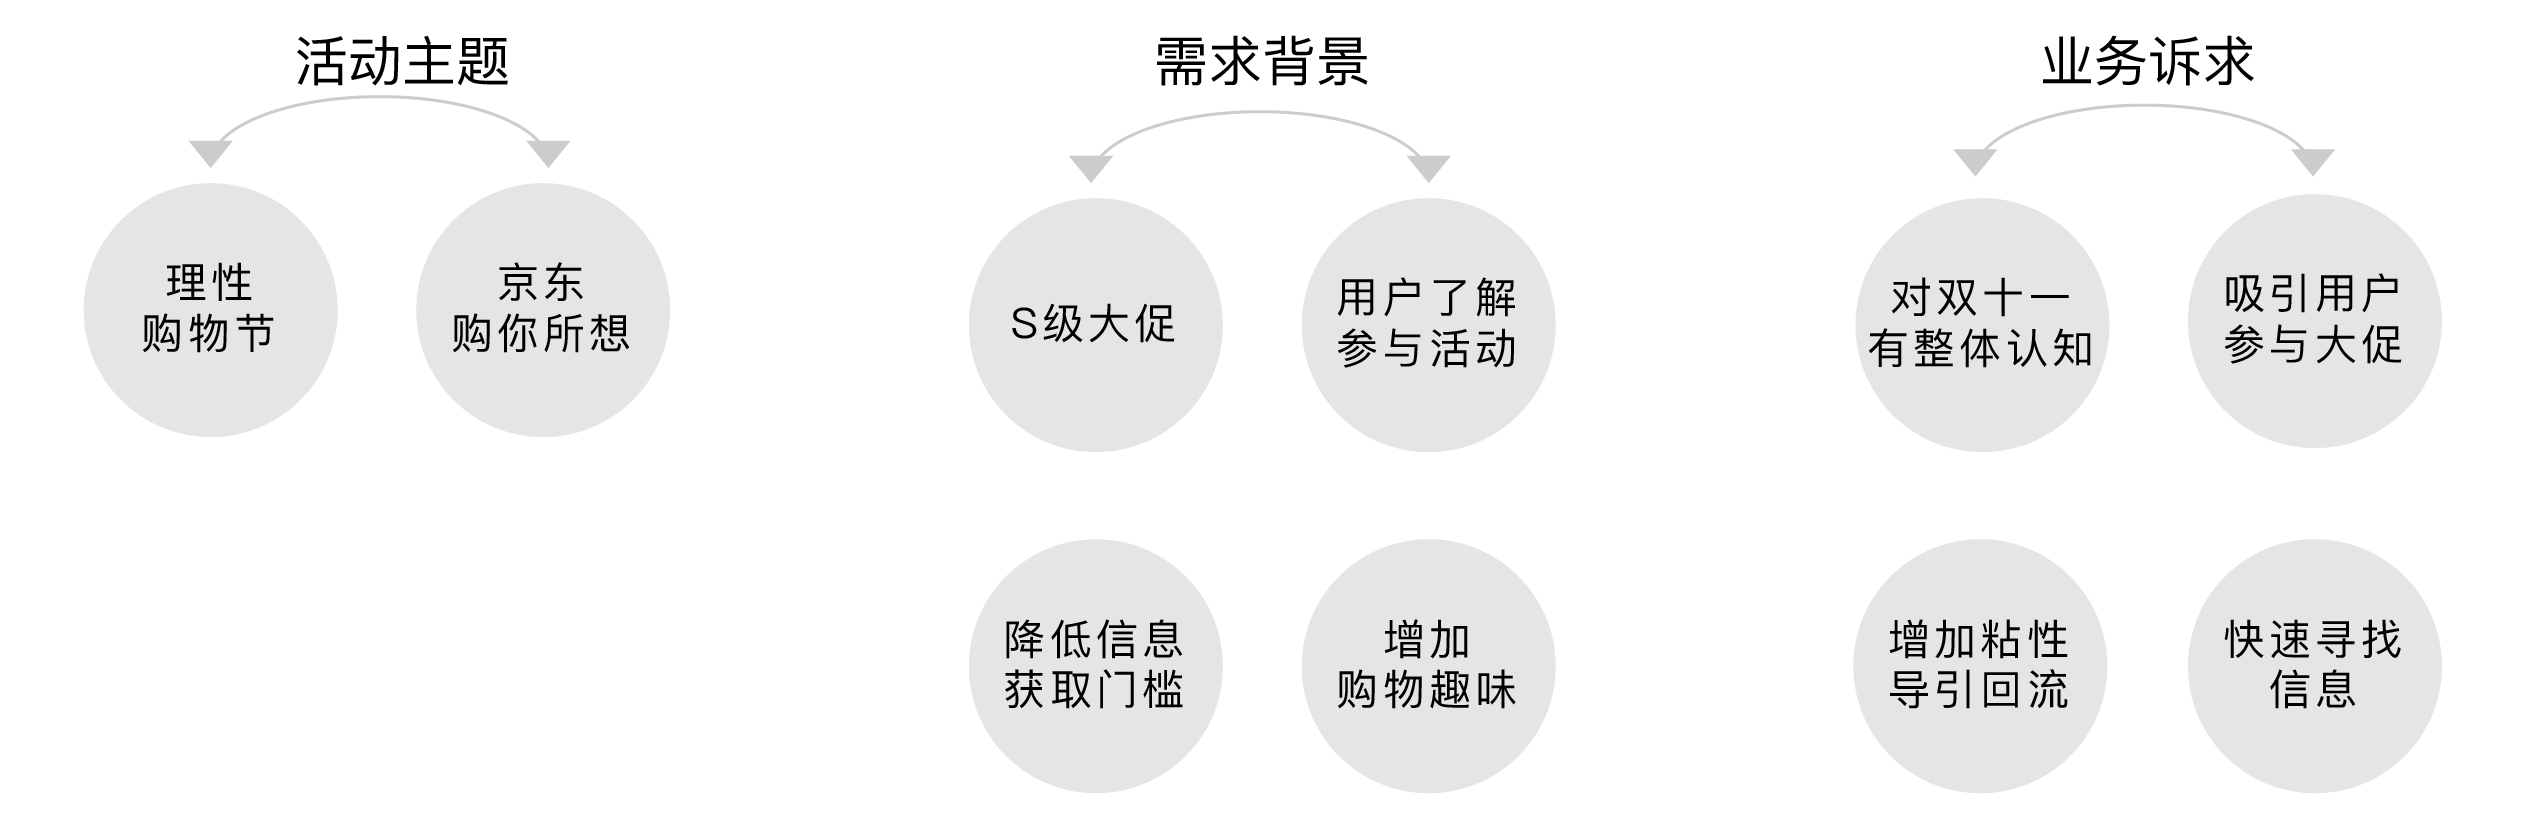 活动主题
理性
购物节
京东
购你所想
需求背景
S级大促
用户了解
参与活动
降低信息
获取门槛
增加
购物趣味
业务诉求
对双十一
有整体认知
吸引用户
参与大促
增加粘性
导引回流
快速寻找
信息